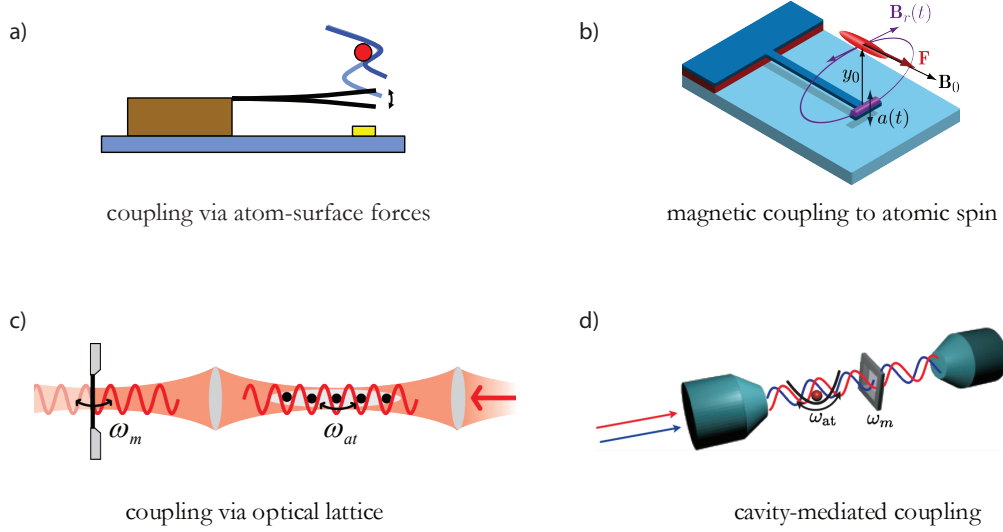 a)
coupling via atom-surface forces
b)
B_r(t)
F
y_0
B_0
a(t)
magnetic coupling to atomic spin
c)
ω_m
ω_at
coupling via optical lattice
d)
ω_at
ω_m
cavity-mediated coupling